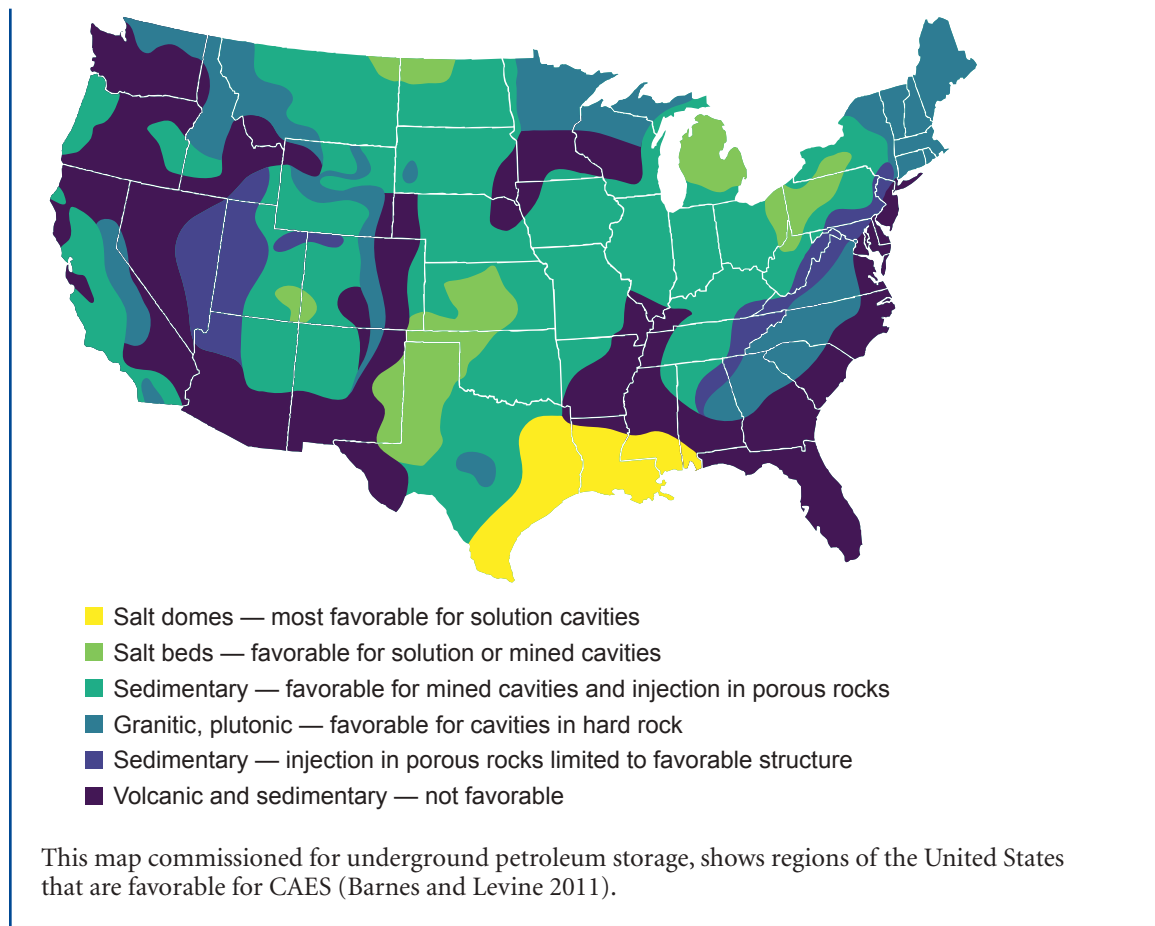 Salt domes — most favorable for solution cavities
Salt beds — favorable for solution or mined cavities
Sedimentary — favorable for mined cavities and injection in porous rocks
Granitic, plutonic — favorable for cavities in hard rock
Sedimentary — injection in porous rocks limited to favorable structure
Volcanic and sedimentary — not favorable
This map commissioned for underground petroleum storage, shows regions of the United States
that are favorable for CAES (Barnes and Levine 2011).